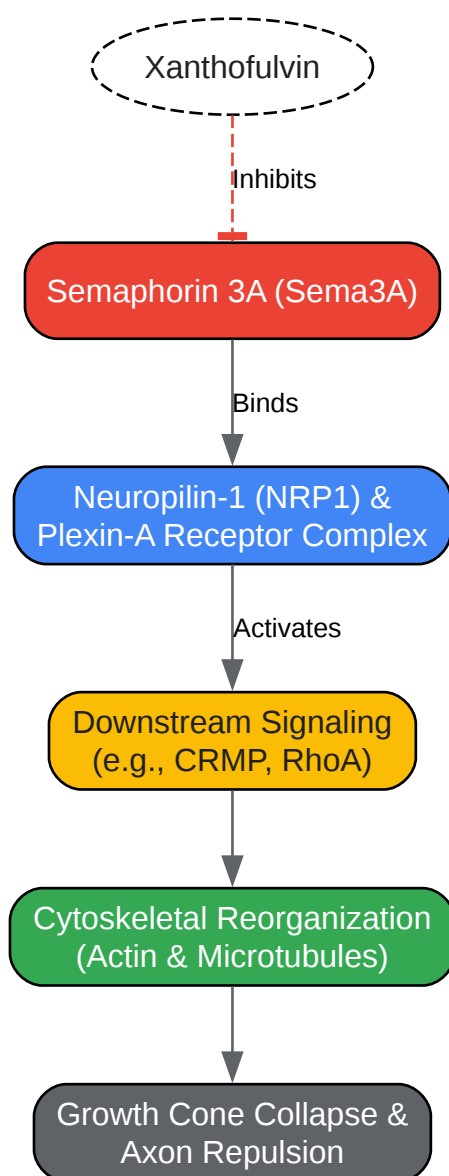 Xanthofulvin
Inhibits
Semaphorin 3A (Sema3A)
Binds
Neuropilin-1 (NRP1) &
Plexin-A Receptor Complex
Activates
Downstream Signaling
(e.g., CRMP, RhoA)
Cytoskeletal Reorganization
(Actin & Microtubules)
Growth Cone Collapse &
Axon Repulsion